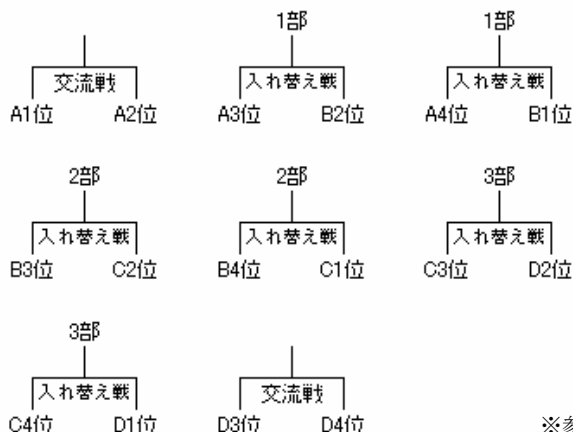 1部 1部
交流戦 入れ替え戦 入れ替え戦
A1位 A2位 A3位 B2位 A4位 B1位
2部 2部 3部
入れ替え戦 入れ替え戦 入れ替え戦
B3位 C2位 B4位 C1位 C3位 D2位
3部
入れ替え戦 交流戦
C4位 D1位 D3位 D4位 ※